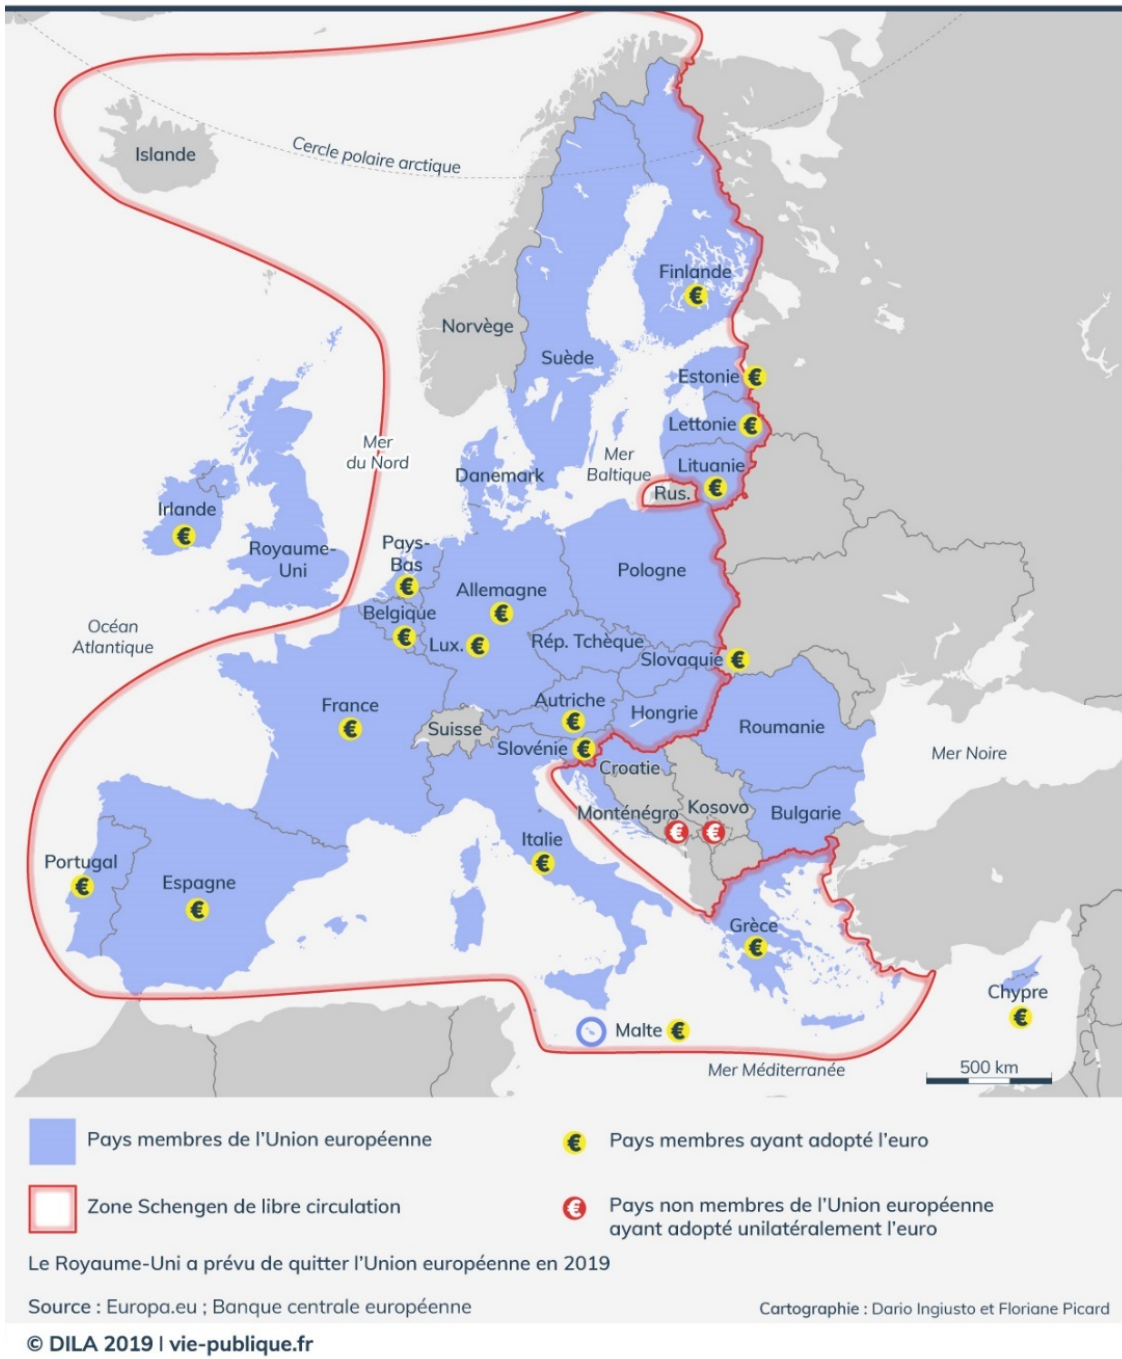 Islande
Cercle polaire arctique
Finlande
€
Norvège
Suède
Estonie €
Lettonie €
Mer
du Nord
Mer
Baltique
Lituanie
€
Danemark
Rus.
Irlande
€
Royaume-
Uni
Pays-
Bas
€
Pologne
Allemagne
€
Belgique
€
Océan
Atlantique
Lux. €
Rép. Tchèque
Slovaquie €
Autriche
€
France
€
Hongrie
Suisse
Roumanie
Slovénie €
Mer Noire
Croatie
Monténégro
€
Kosovo
€
Bulgarie
Italie
€
Portugal
€
Espagne
€
Grèce
€
Chypre
€
Malte €
Mer Méditerranée
500 km
Pays membres de l'Union européenne
€ Pays membres ayant adopté l'euro
Zone Schengen de libre circulation
€ Pays non membres de l'Union européenne
ayant adopté unilatéralement l'euro
Le Royaume-Uni a prévu de quitter l'Union européenne en 2019
Source : Europa.eu ; Banque centrale européenne
Cartographie : Dario Ingiusto et Floriane Picard
© DILA 2019 I vie-publique.fr